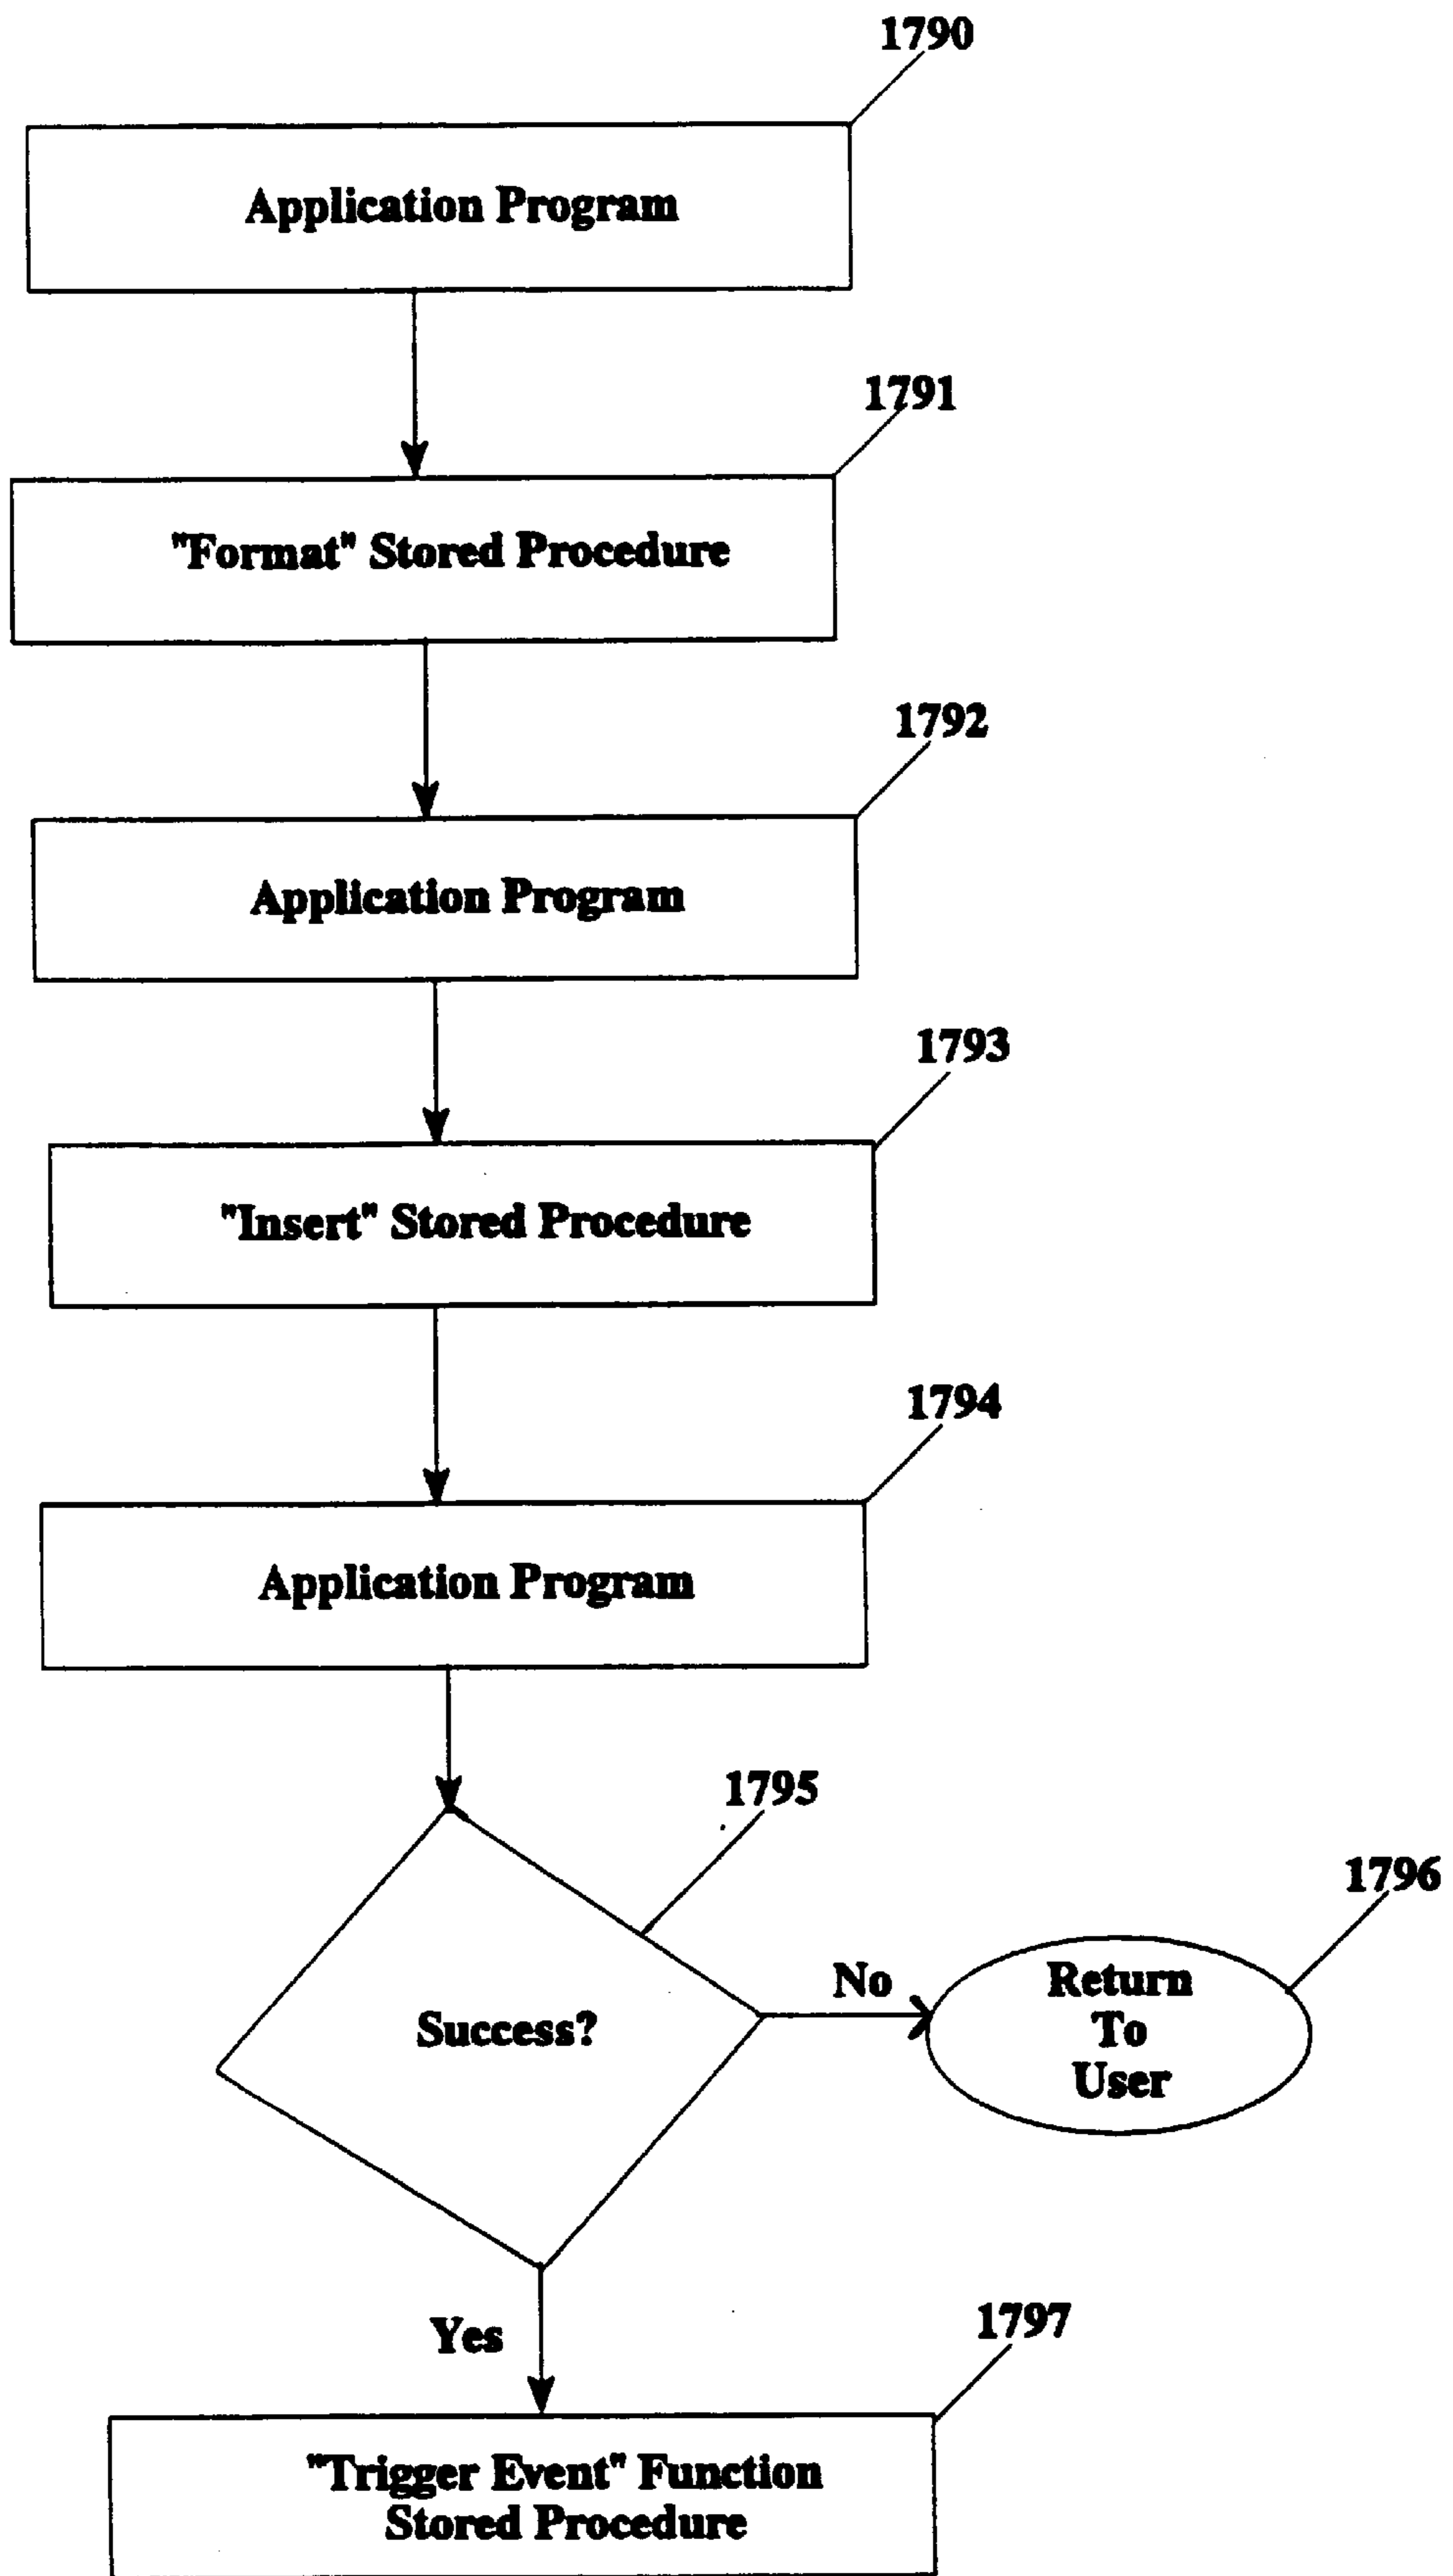 1790
Application Program
1791
"Format" Stored Procedure
1792
Application Program
1793
"Insert" Stored Procedure
1794
Application Program
1795
Success?
1796
No
Return
To
User
Yes
1797
"Trigger Event" Function
Stored Procedure